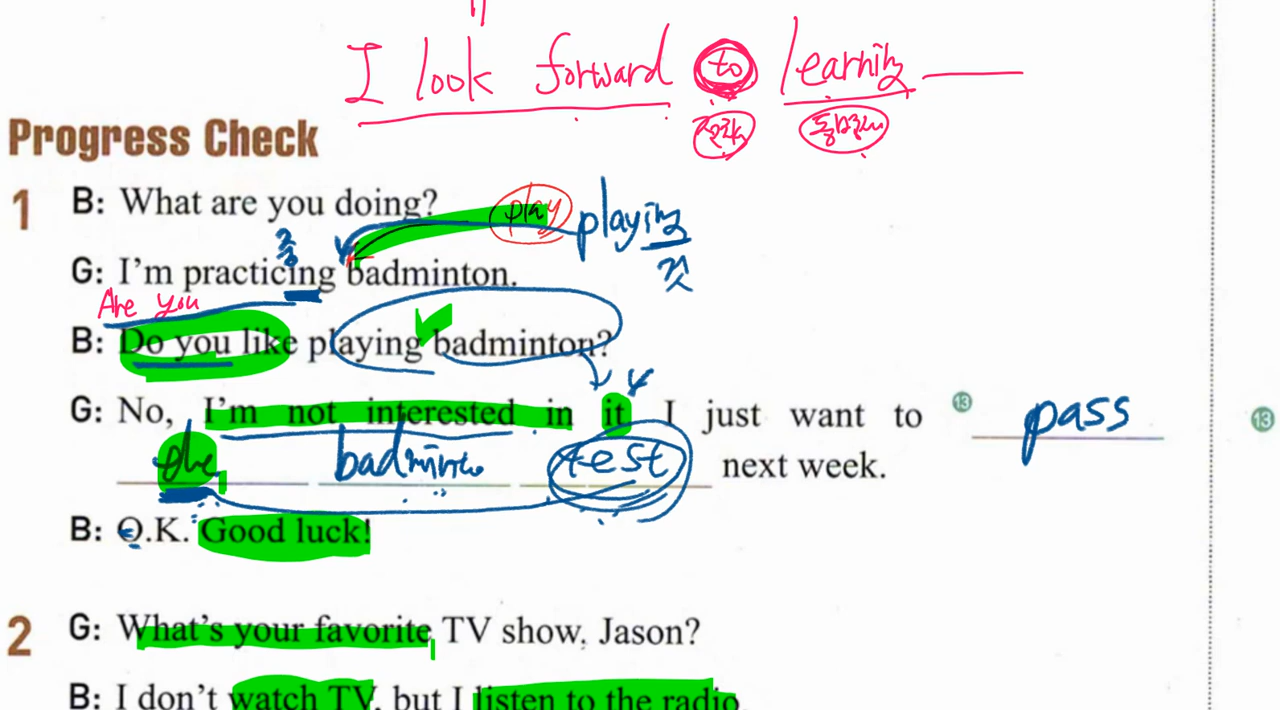 I look forward to learning
전치사 동명사
Progress Check
play playing
1 B: What are you doing?
중 것
G: I'm practicing badminton.
Are you
B: Do you like playing badminton?
G: No, I'm not interested in it. I just want to ⑬ pass ⑬
the badminton test next week.
B: O.K. Good luck!
2 G: What's your favorite TV show, Jason?
B: I don't watch TV, but I listen to the radio.